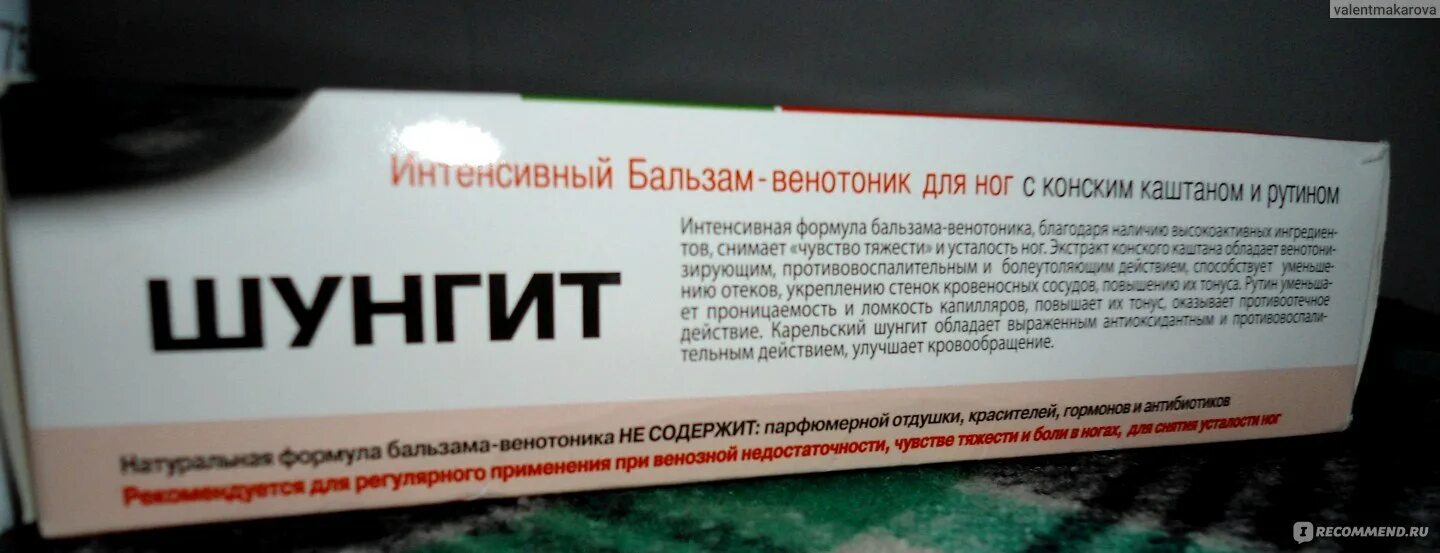 valentmakarova
75
Интенсивный Бальзам-венотоник для ног с конским каштаном и рутином
Интенсивная формула бальзама-венотоника, благодаря наличию высокоактивных ингредиен-
тов, снимает «чувство тяжести» и усталость ног. Экстракт конского каштана обладает венотони-
зирующим, противовоспалительным и болеутоляющим действием, способствует уменьше-
нию отеков, укреплению стенок кровеносных сосудов, повышению их тонуса. Рутин уменьша-
ет проницаемость и ломкость капилляров, повышает их тонус, оказывает противоотечное
действие. Карельский шунгит обладает выраженным антиоксидантным и противовоспали-
тельным действием, улучшает кровообращение.
ШУНГИТ
Натуральная формула бальзама-венотоника НЕ СОДЕРЖИТ: парфюмерной отдушки, красителей, гормонов и антибиотиков
Рекомендуется для регулярного применения при венозной недостаточности, чувстве тяжести и боли в ногах, для снятия усталости ног
IRECOMMEND.RU